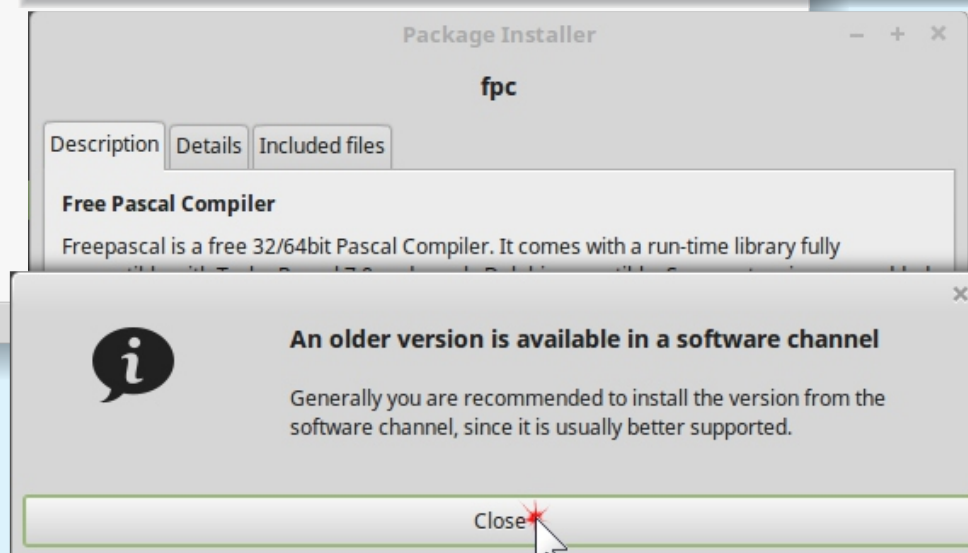 Package Installer
fpc
Description Details Included files
Free Pascal Compiler
Freepascal is a free 32/64bit Pascal Compiler. It comes with a run-time library fully
An older version is available in a software channel
Generally you are recommended to install the version from the
software channel, since it is usually better supported.
Close